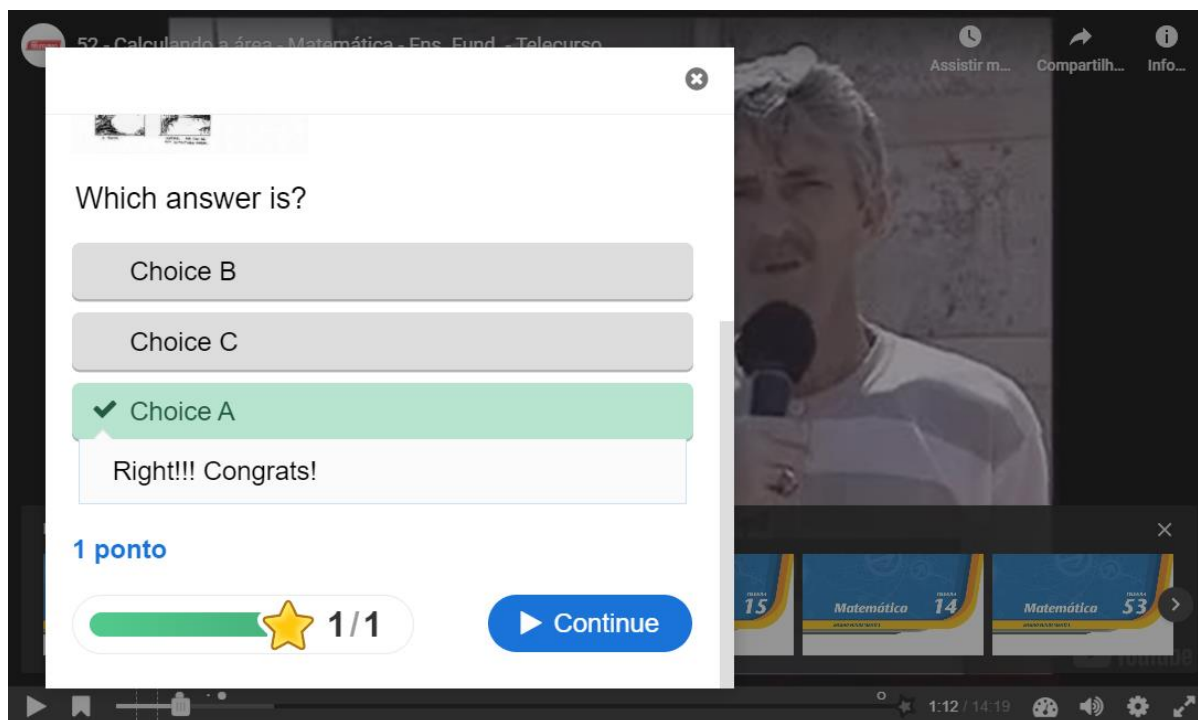 52 - Calculando a área - Matemática - Ens. Fund. - Telecurso
Assistir m...
Compartilh...
Info...
Which answer is?
Choice B
Choice C
Choice A
Right!!! Congrats!
1 ponto
1/1
Continue
15
Matemática 14
Matemática 53
YouTube
1:12 / 14:19